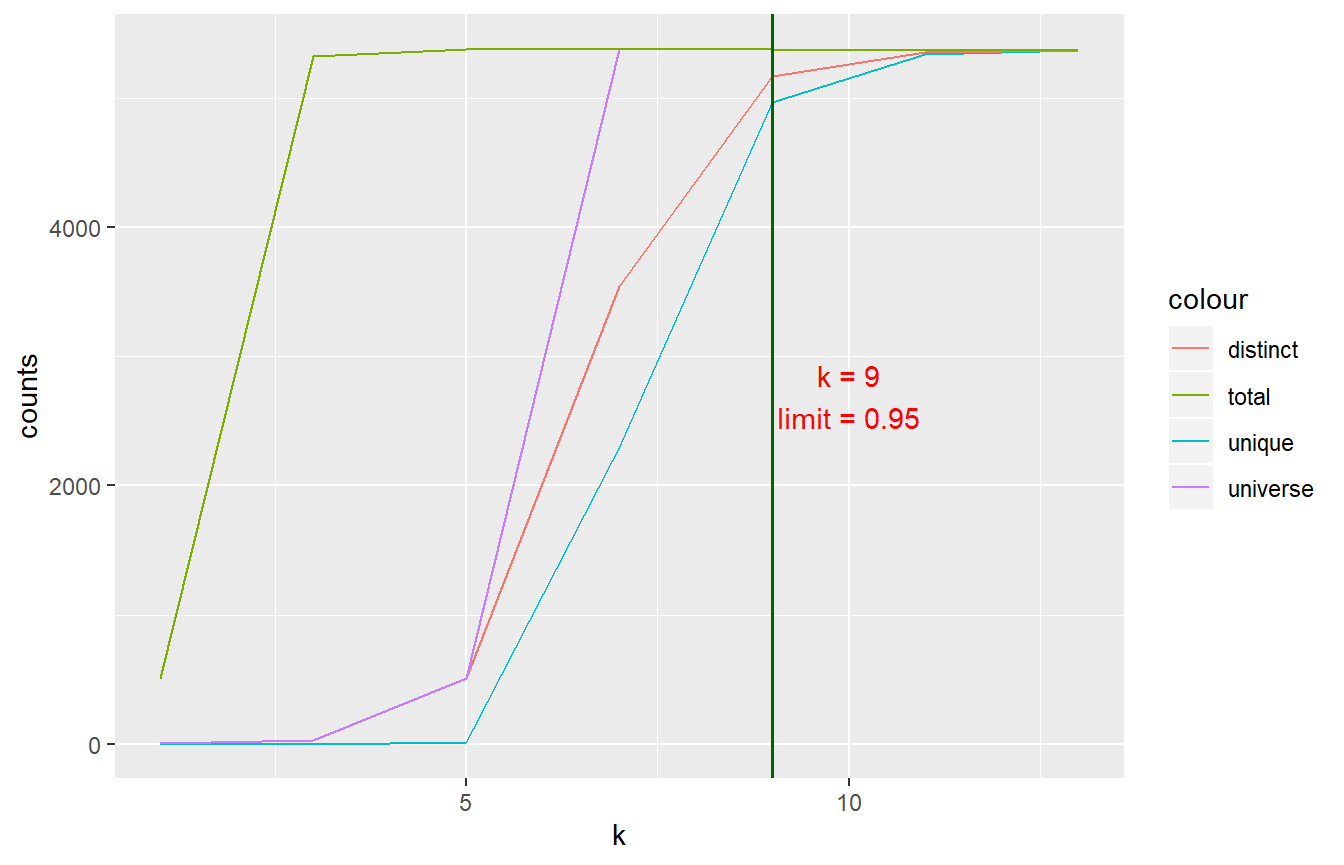 4000
2000
0
counts
5
10
k
k = 9
limit = 0.95
colour
distinct
total
unique
universe